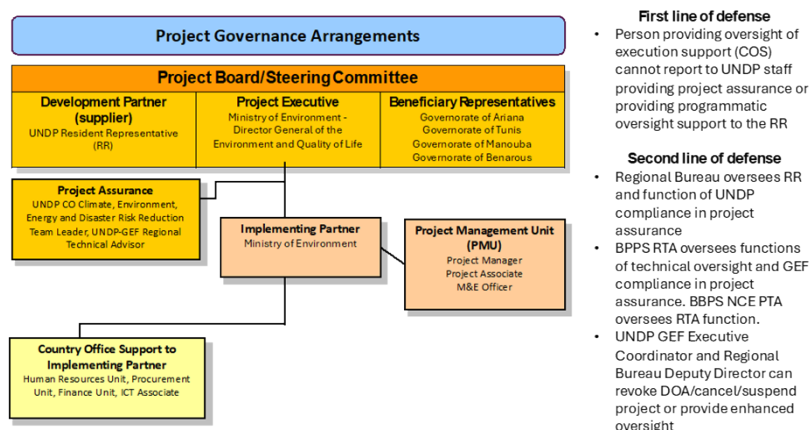 Project Governance Arrangements
Project Board/Steering Committee
Development Partner
(supplier)
UNDP Resident Representative
(RR)
Project Executive
Ministry of Environment -
Director General of the
Environment and Quality of Life
Beneficiary Representatives
Governorate of Ariana
Governorate of Tunis
Governorate of Manouba
Governorate of Benarous
Project Assurance
UNDP CO Climate, Environment,
Energy and Disaster Risk Reduction
Team Leader, UNDP-GEF Regional
Technical Advisor
Implementing Partner
Ministry of Environment
Project Management Unit
(PMU)
Project Manager
Project Associate
M&E Officer
Country Office Support to
Implementing Partner
Human Resources Unit, Procurement
Unit, Finance Unit, ICT Associate
First line of defense
• Person providing oversight of
execution support (COS)
cannot report to UNDP staff
providing project assurance or
providing programmatic
oversight support to the RR
Second line of defense
• Regional Bureau oversees RR
and function of UNDP
compliance in project
assurance
• BPPS RTA oversees functions
of technical oversight and GEF
compliance in project
assurance. BBPS NCE PTA
oversees RTA function.
• UNDP GEF Executive
Coordinator and Regional
Bureau Deputy Director can
revoke DOA/cancel/suspend
project or provide enhanced
oversight